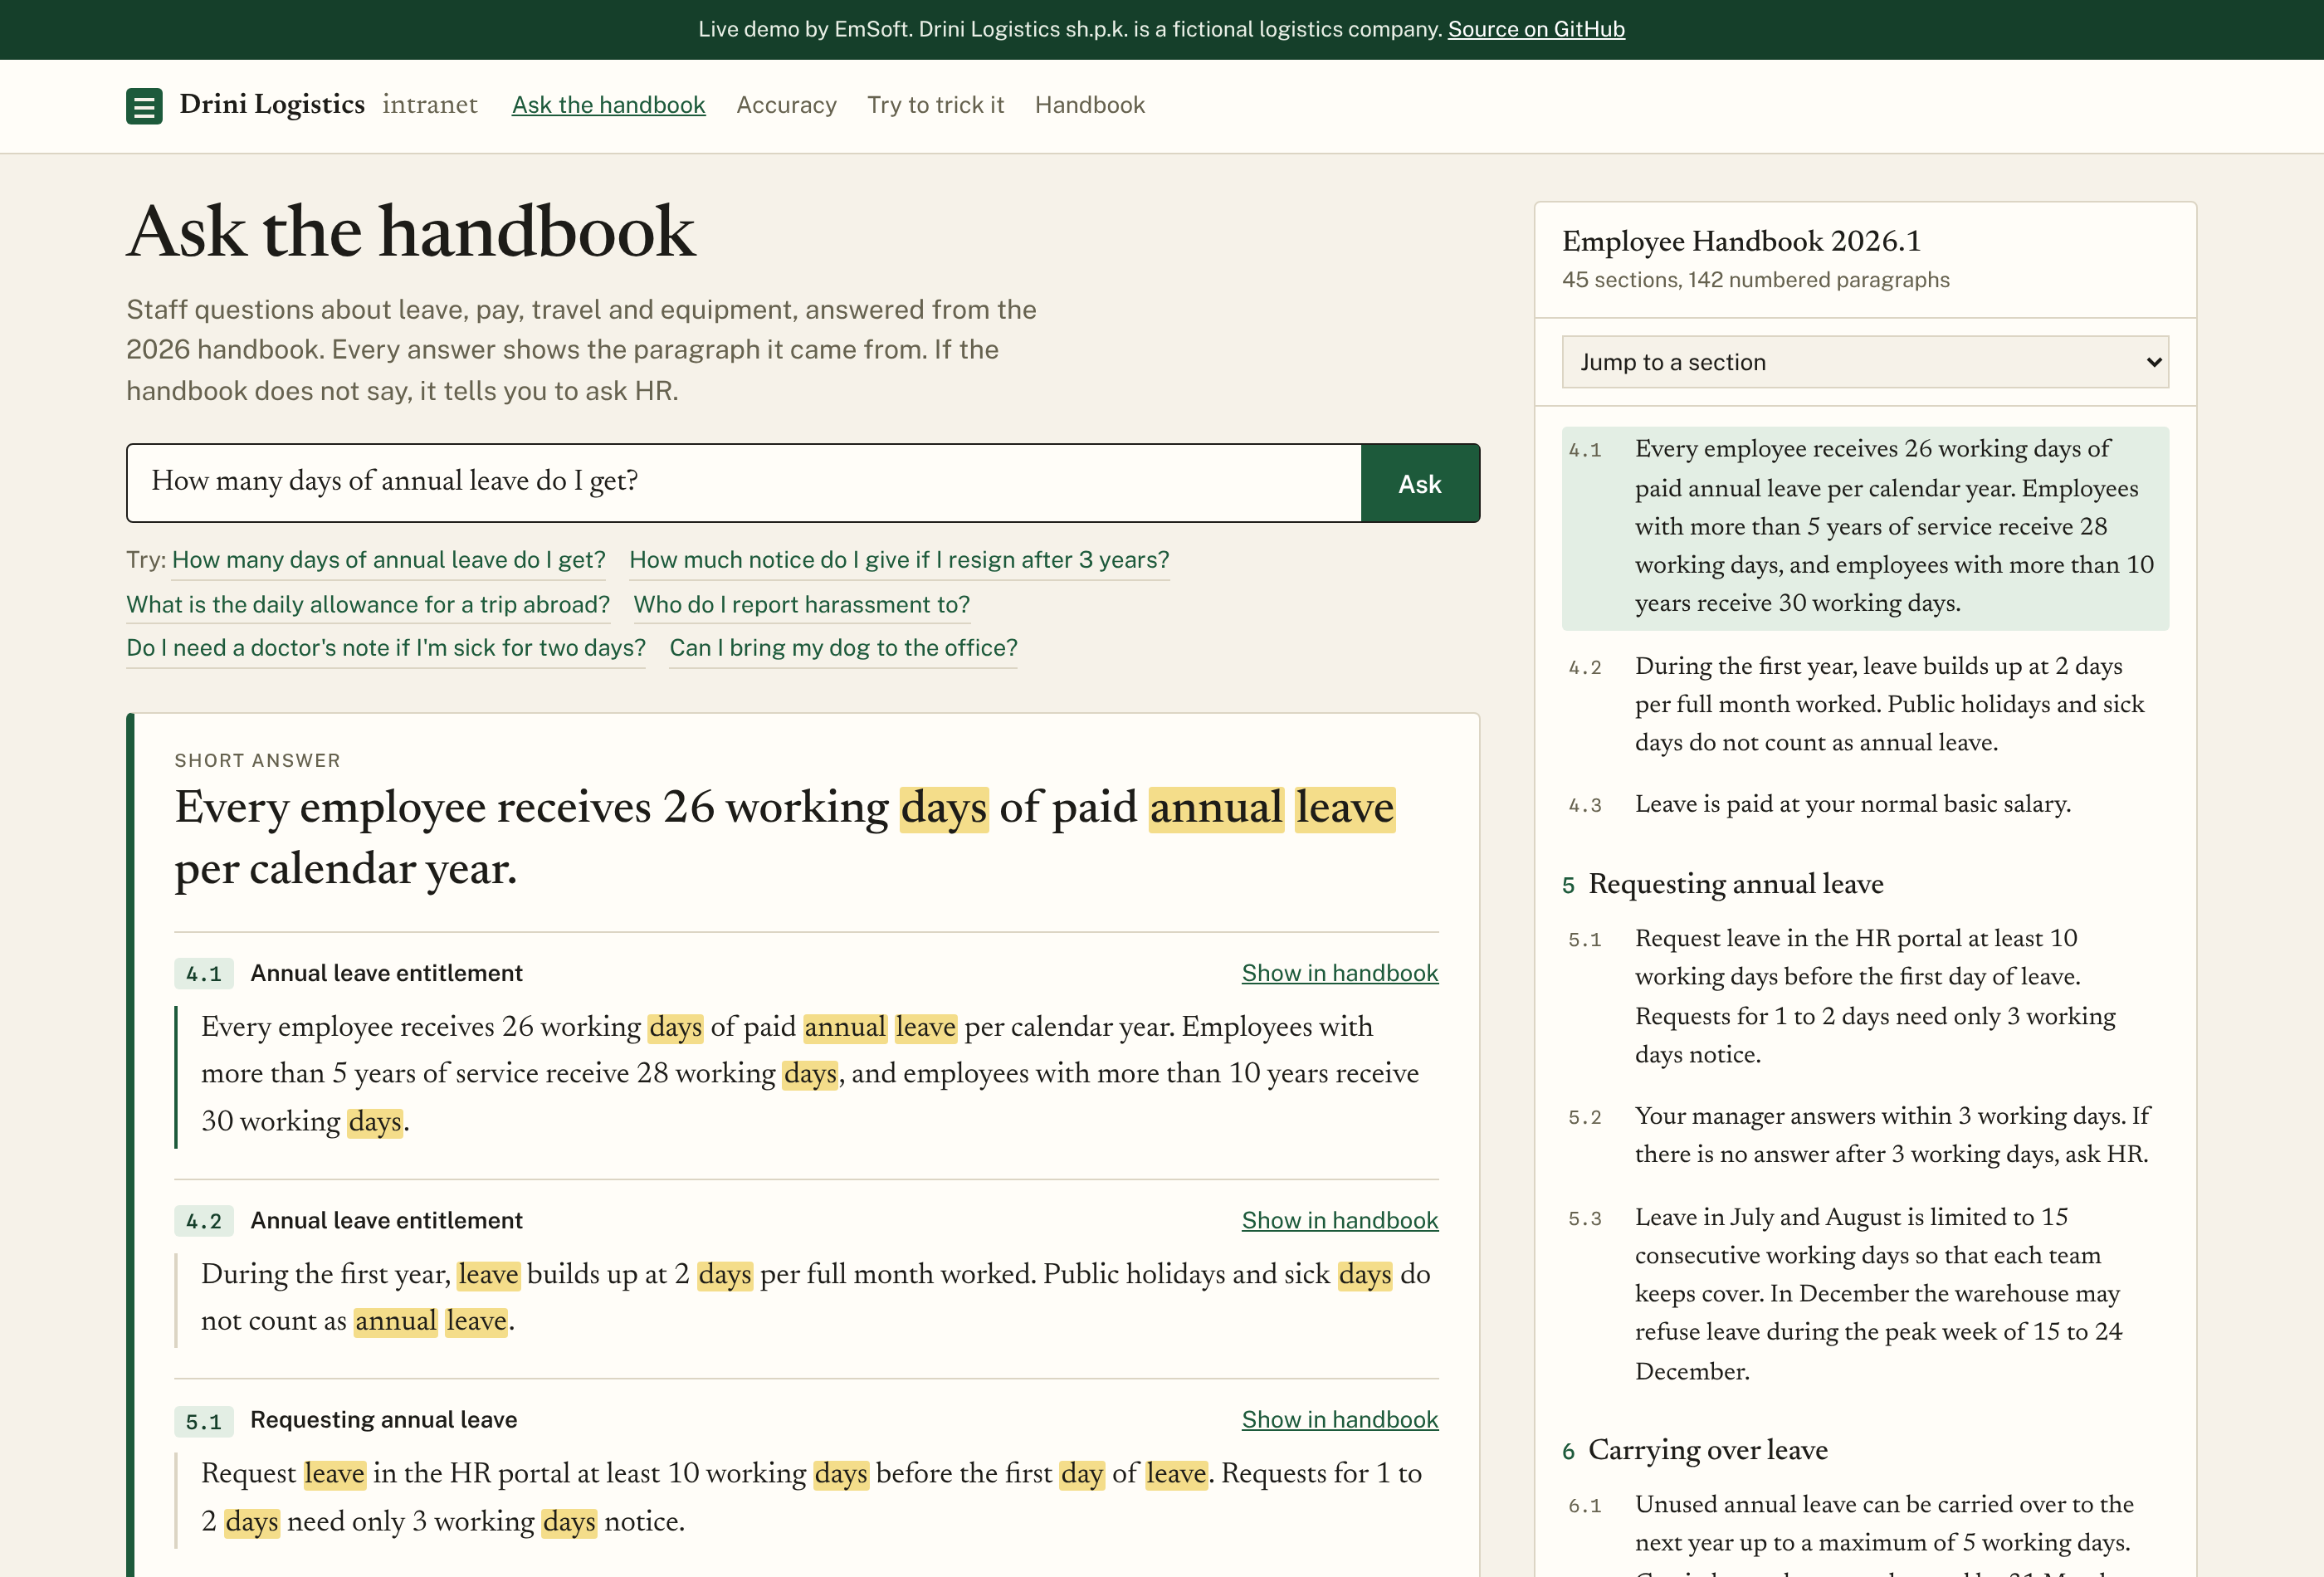 Live demo by EmSoft. Drini Logistics sh.p.k. is a fictional logistics company. Source on GitHub
Drini Logistics intranet Ask the handbook Accuracy Try to trick it Handbook
Ask the handbook
Staff questions about leave, pay, travel and equipment, answered from the
2026 handbook. Every answer shows the paragraph it came from. If the
handbook does not say, it tells you to ask HR.
How many days of annual leave do I get?
Ask
Try: How many days of annual leave do I get? How much notice do I give if I resign after 3 years?
What is the daily allowance for a trip abroad? Who do I report harassment to?
Do I need a doctor's note if I'm sick for two days? Can I bring my dog to the office?
SHORT ANSWER
Every employee receives 26 working days of paid annual leave
per calendar year.
4.1 Annual leave entitlement Show in handbook
Every employee receives 26 working days of paid annual leave per calendar year. Employees with
more than 5 years of service receive 28 working days, and employees with more than 10 years receive
30 working days.
4.2 Annual leave entitlement Show in handbook
During the first year, leave builds up at 2 days per full month worked. Public holidays and sick days do
not count as annual leave.
5.1 Requesting annual leave Show in handbook
Request leave in the HR portal at least 10 working days before the first day of leave. Requests for 1 to
2 days need only 3 working days notice.
Employee Handbook 2026.1
45 sections, 142 numbered paragraphs
Jump to a section
4.1 Every employee receives 26 working days of
paid annual leave per calendar year. Employees
with more than 5 years of service receive 28
working days, and employees with more than 10
years receive 30 working days.
4.2 During the first year, leave builds up at 2 days
per full month worked. Public holidays and sick
days do not count as annual leave.
4.3 Leave is paid at your normal basic salary.
5 Requesting annual leave
5.1 Request leave in the HR portal at least 10
working days before the first day of leave.
Requests for 1 to 2 days need only 3 working
days notice.
5.2 Your manager answers within 3 working days. If
there is no answer after 3 working days, ask HR.
5.3 Leave in July and August is limited to 15
consecutive working days so that each team
keeps cover. In December the warehouse may
refuse leave during the peak week of 15 to 24
December.
6 Carrying over leave
6.1 Unused annual leave can be carried over to the
next year up to a maximum of 5 working days.